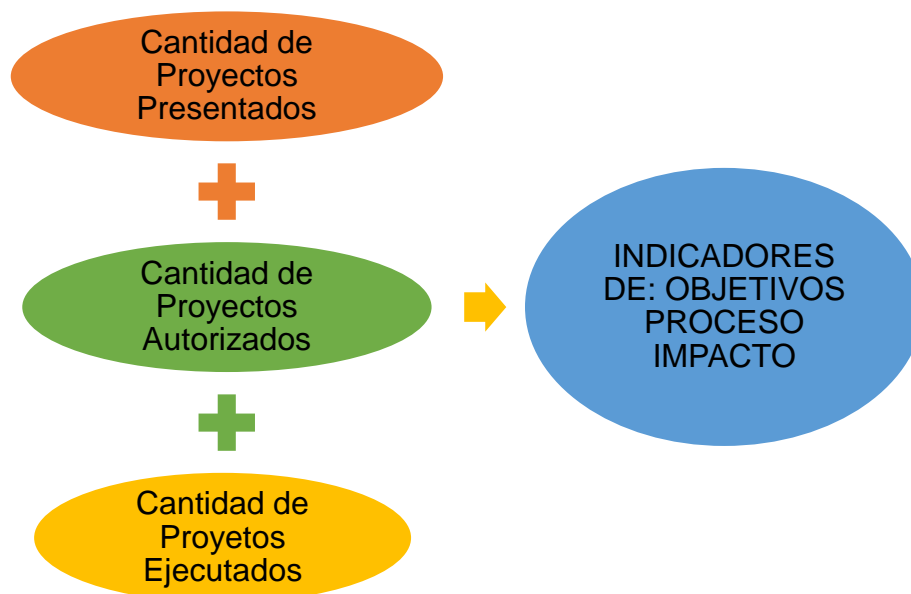 Cantidad de
Proyectos
Presentados
Cantidad de
Proyectos
Autorizados
Cantidad de
Proyetos
Ejecutados
INDICADORES
DE: OBJETIVOS
PROCESO
IMPACTO